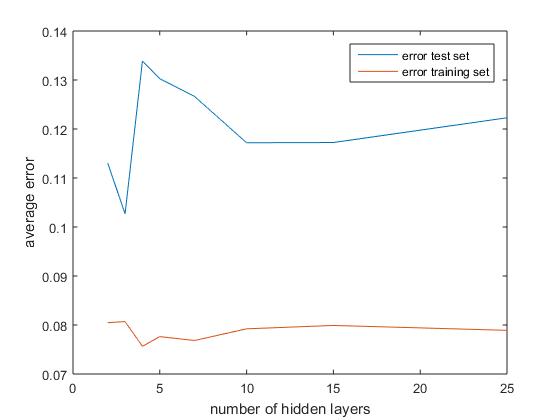 0.14
0.13
0.12
0.11
0.1
0.09
0.08
0.07
average error
error test set
error training set
0 5 10 15 20 25
number of hidden layers